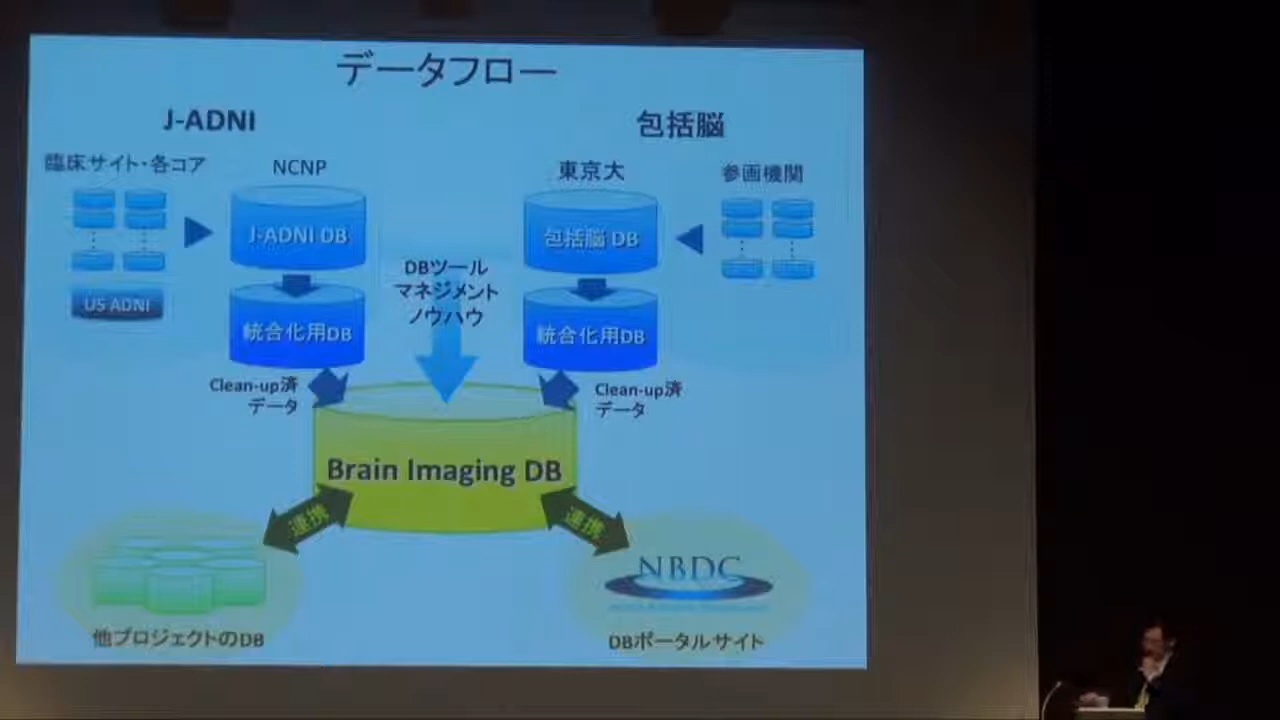 データフロー
J-ADNI
包括脳
臨床サイト・各コア
NCNP
東京大
参画機関
J-ADNI DB
包括脳 DB
US ADNI
DBツール
マネジメント
ノウハウ
統合化用DB
統合化用DB
Clean-up済
データ
Clean-up済
データ
Brain Imaging DB
連携
連携
NBDC
他プロジェクトのDB
DBポータルサイト